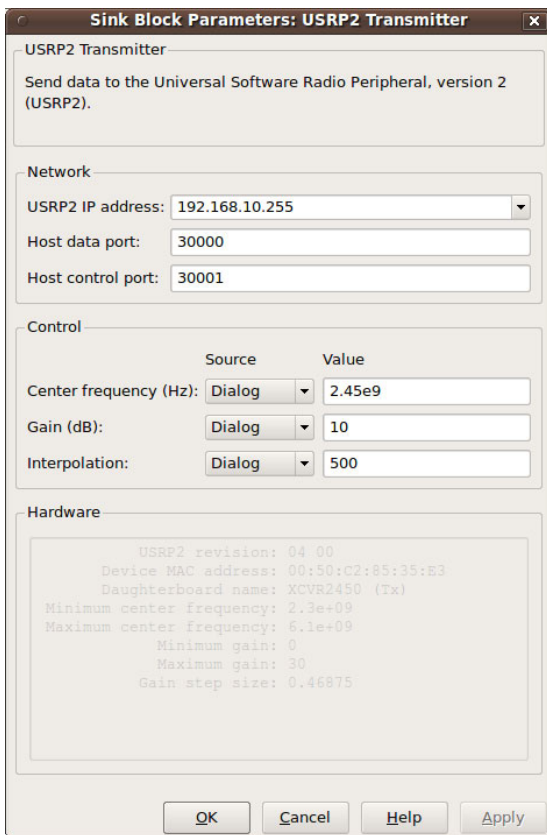 Sink Block Parameters: USRP2 Transmitter
USRP2 Transmitter
Send data to the Universal Software Radio Peripheral, version 2
(USRP2).
Network
USRP2 IP address: 192.168.10.255
Host data port: 30000
Host control port: 30001
Control
Source Value
Center frequency (Hz): Dialog 2.45e9
Gain (dB): Dialog 10
Interpolation: Dialog 500
Hardware
USRP2 revision: 04 00
Device MAC address: 00:50:C2:85:35:E3
Daughterboard name: XCVR2450 (Tx)
Minimum center frequency: 2.3e+09
Maximum center frequency: 6.1e+09
Minimum gain: 0
Maximum gain: 30
Gain step size: 0.46875
OK Cancel Help Apply